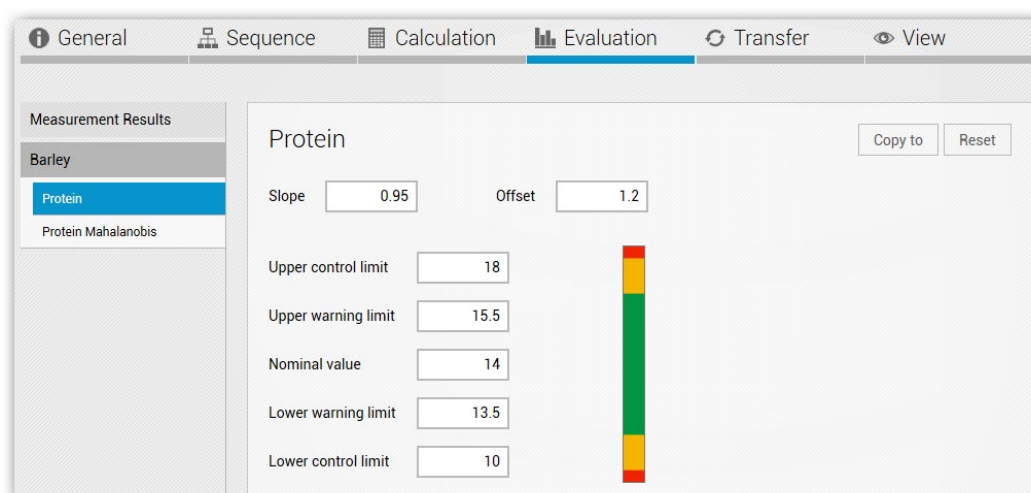 General Sequence Calculation Evaluation Transfer View
Measurement Results
Barley
Protein
Protein Mahalanobis
Protein
Copy to Reset
Slope 0.95 Offset 1.2
Upper control limit 18
Upper warning limit 15.5
Nominal value 14
Lower warning limit 13.5
Lower control limit 10